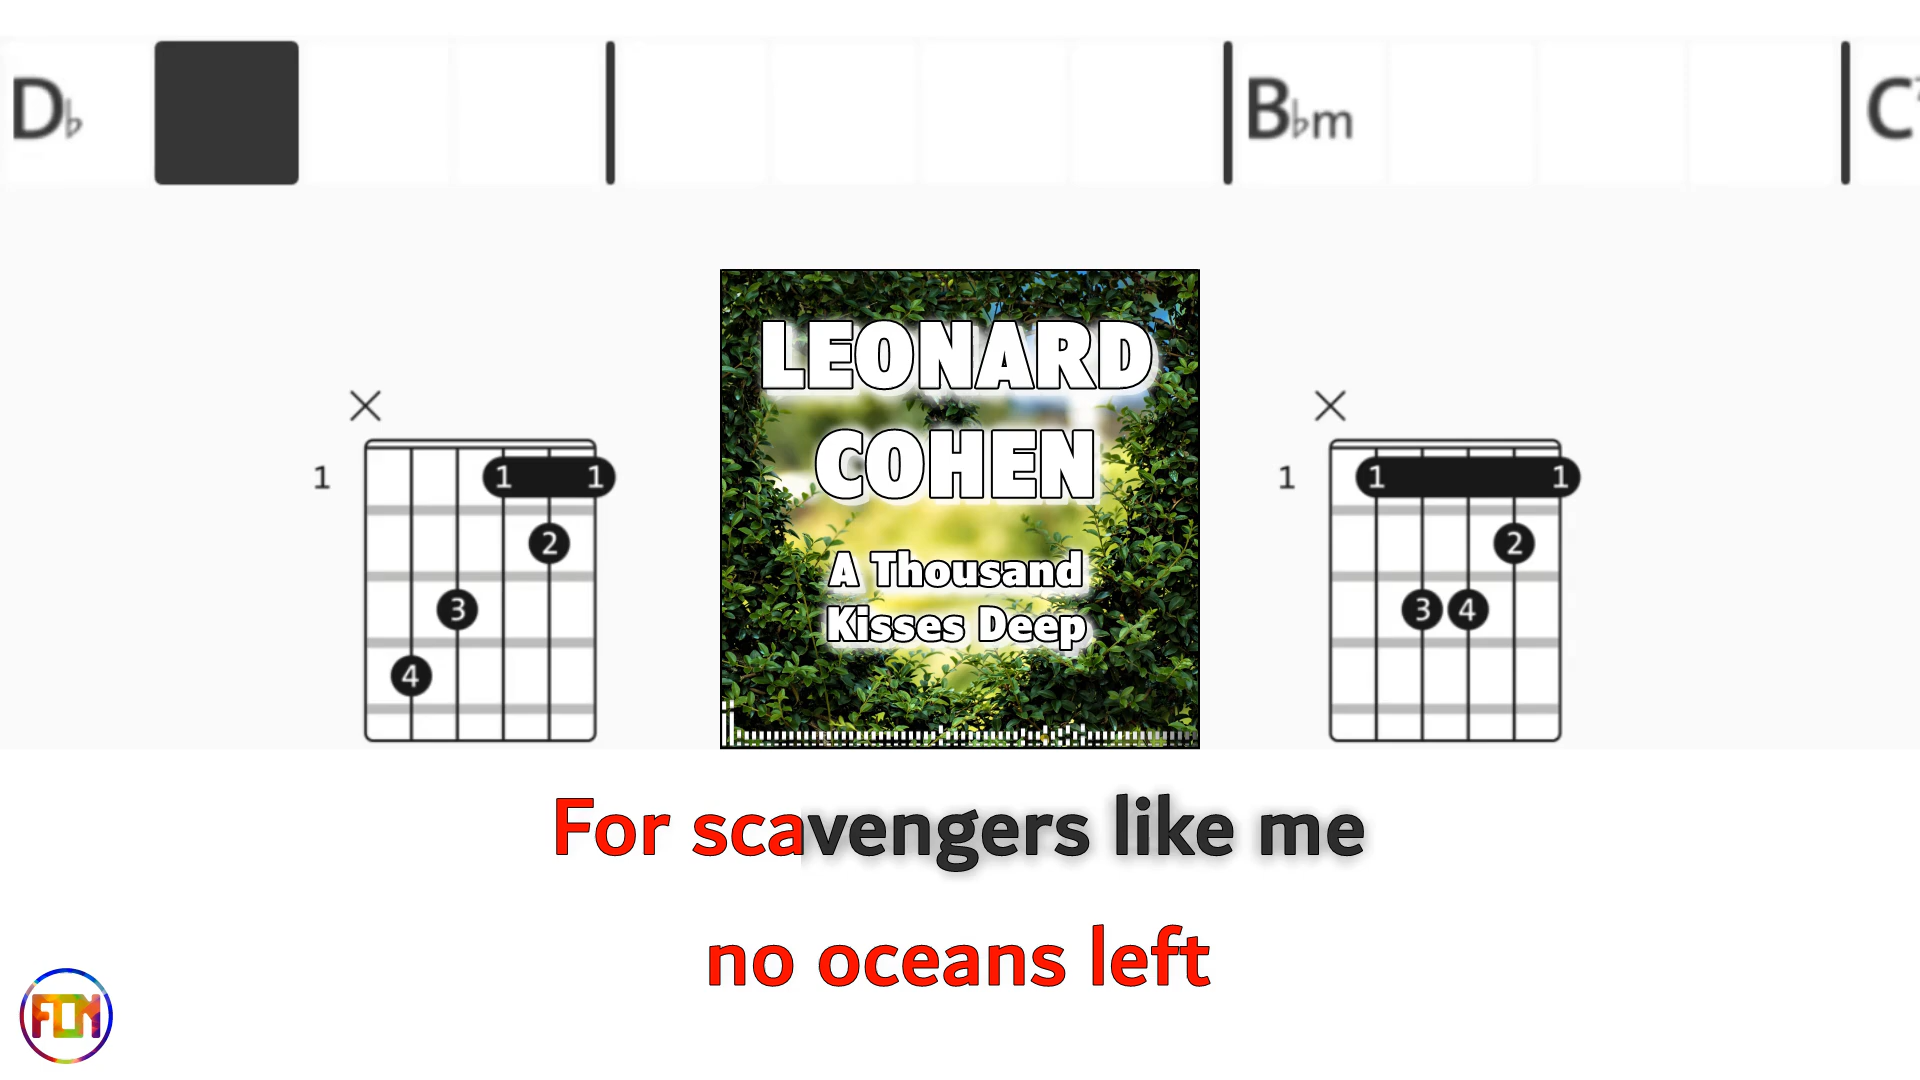 D♭
B♭m
C7
1
1 1
2
3
4
LEONARD
COHEN
A Thousand
Kisses Deep
1
1 1
2
3 4
For scavengers like me
no oceans left